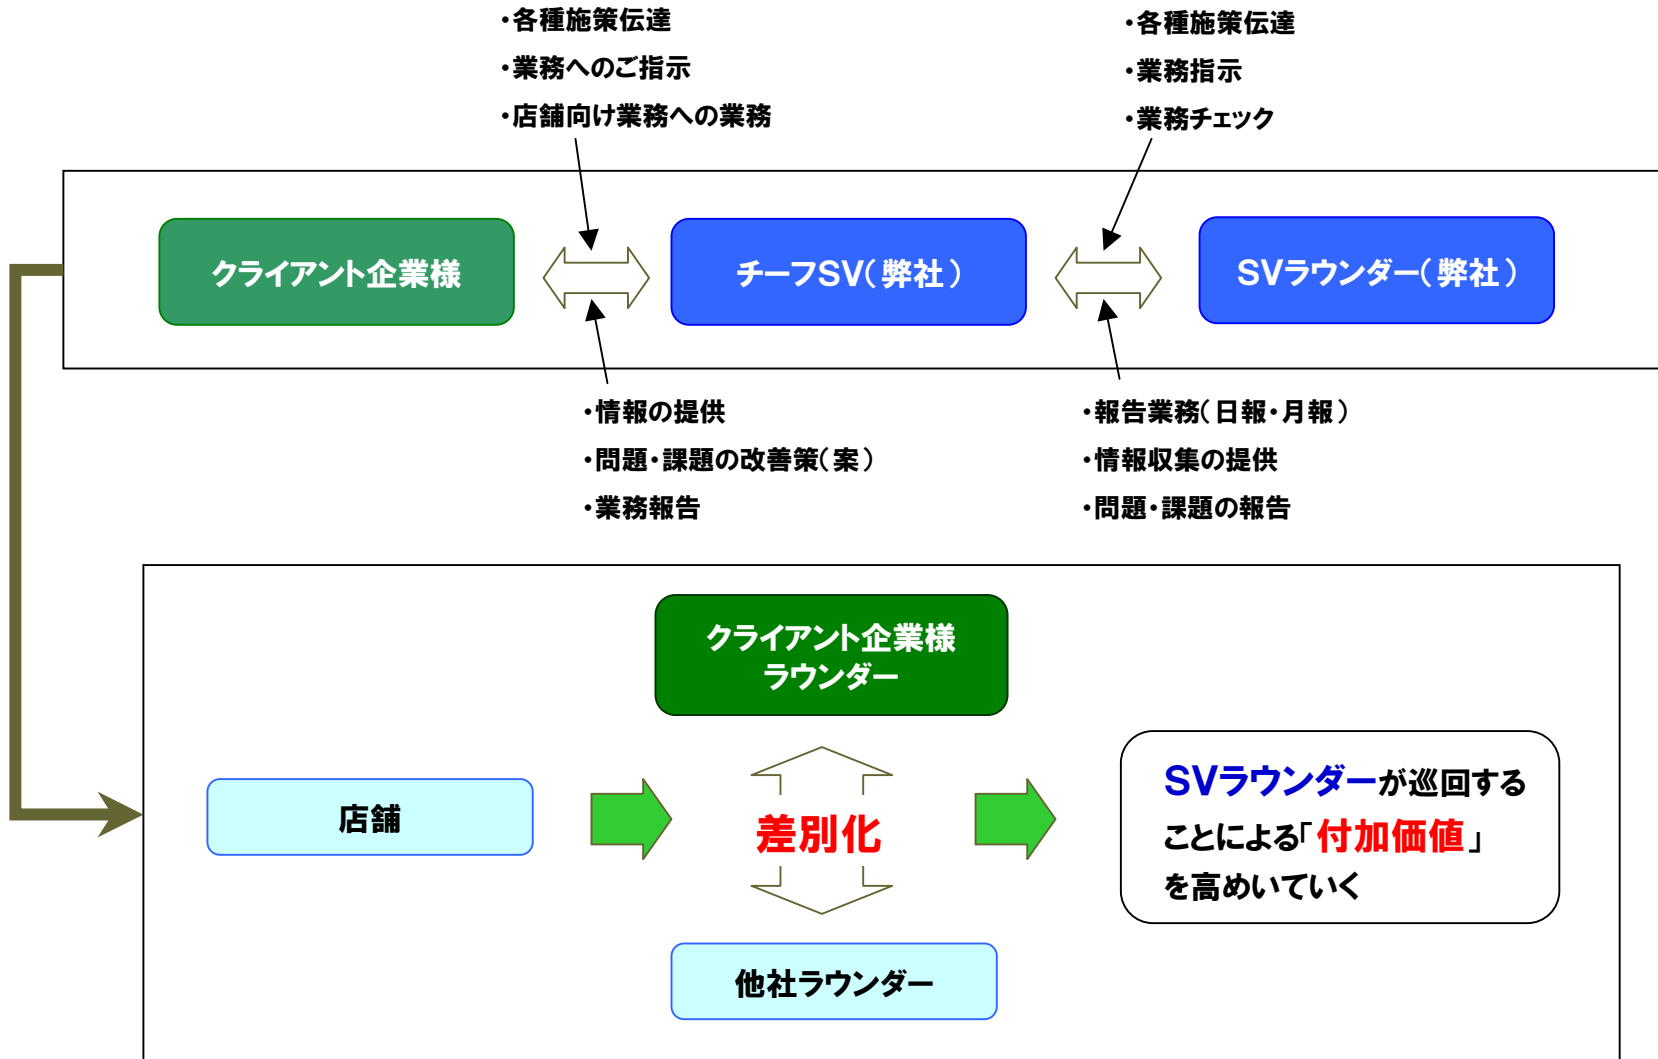 ・各種施策伝達
・業務へのご指示
・店舗向け業務への業務
・各種施策伝達
・業務指示
・業務チェック
クライアント企業様
チーフSV(弊社)
SVラウンダー(弊社)
・情報の提供
・問題・課題の改善策(案)
・業務報告
・報告業務(日報・月報)
・情報収集の提供
・問題・課題の報告
クライアント企業様
ラウンダー
店舗
差別化
他社ラウンダー
SVラウンダーが巡回する
ことによる「付加価値」
を高めいていく